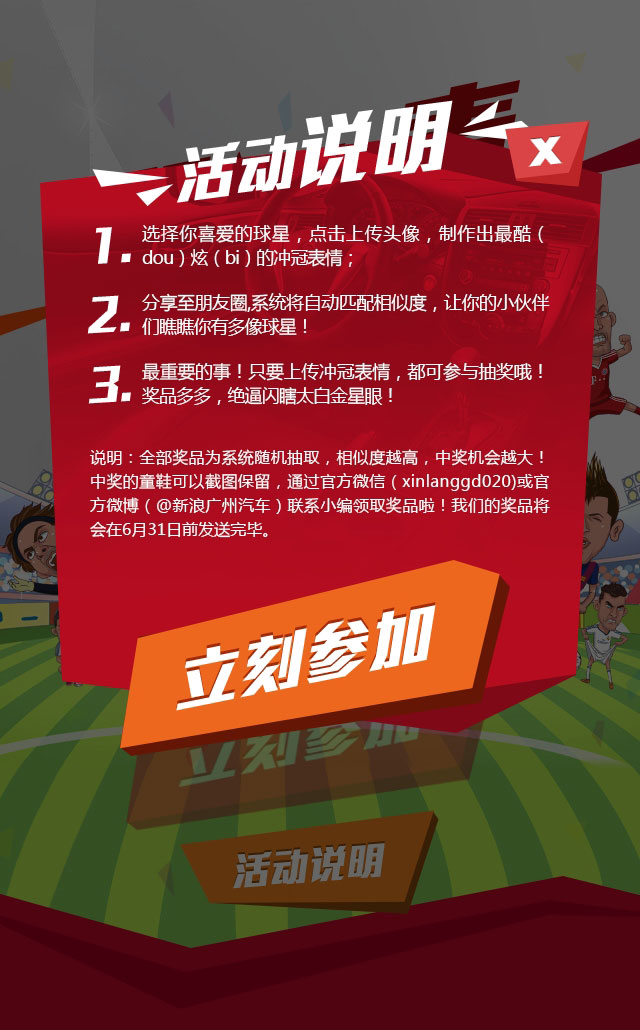 活动说明
X
1. 选择你喜爱的球星，点击上传头像，制作出最酷（
dou）炫（bi）的冲冠表情；
2. 分享至朋友圈,系统将自动匹配相似度，让你的小伙伴
们瞧瞧你有多像球星！
3. 最重要的事！只要上传冲冠表情，都可参与抽奖哦！
奖品多多，绝逼闪瞎太白金星眼！
说明：全部奖品为系统随机抽取，相似度越高，中奖机会越大！
中奖的童鞋可以截图保留，通过官方微信（xinlanggd020)或官
方微博（@新浪广州汽车）联系小编领取奖品啦！我们的奖品将
会在6月31日前发送完毕。
立刻参加
立刻参加
活动说明